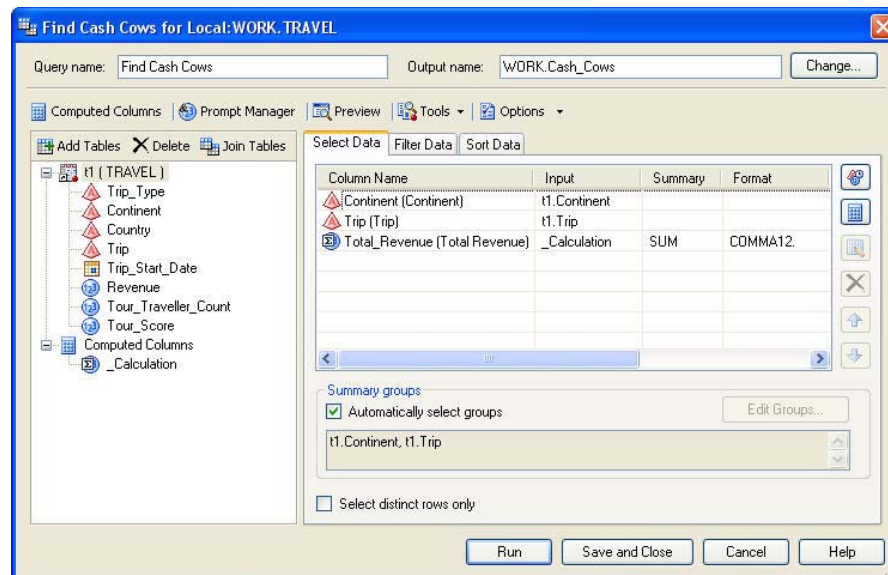 Find Cash Cows for Local:WORK.TRAVEL
Query name: Find Cash Cows Output name: WORK.Cash_Cows Change...
Computed Columns Prompt Manager Preview Tools Options
Add Tables Delete Join Tables
t1 ( TRAVEL )
Trip_Type
Continent
Country
Trip
Trip_Start_Date
Revenue
Tour_Traveller_Count
Tour_Score
Computed Columns
_Calculation
Select Data Filter Data Sort Data
Column Name Input Summary Format
Continent (Continent) t1.Continent
Trip (Trip) t1.Trip
Total_Revenue (Total Revenue) _Calculation SUM COMMA12.
Summary groups
Automatically select groups Edit Groups...
t1.Continent, t1.Trip
Select distinct rows only
Run Save and Close Cancel Help